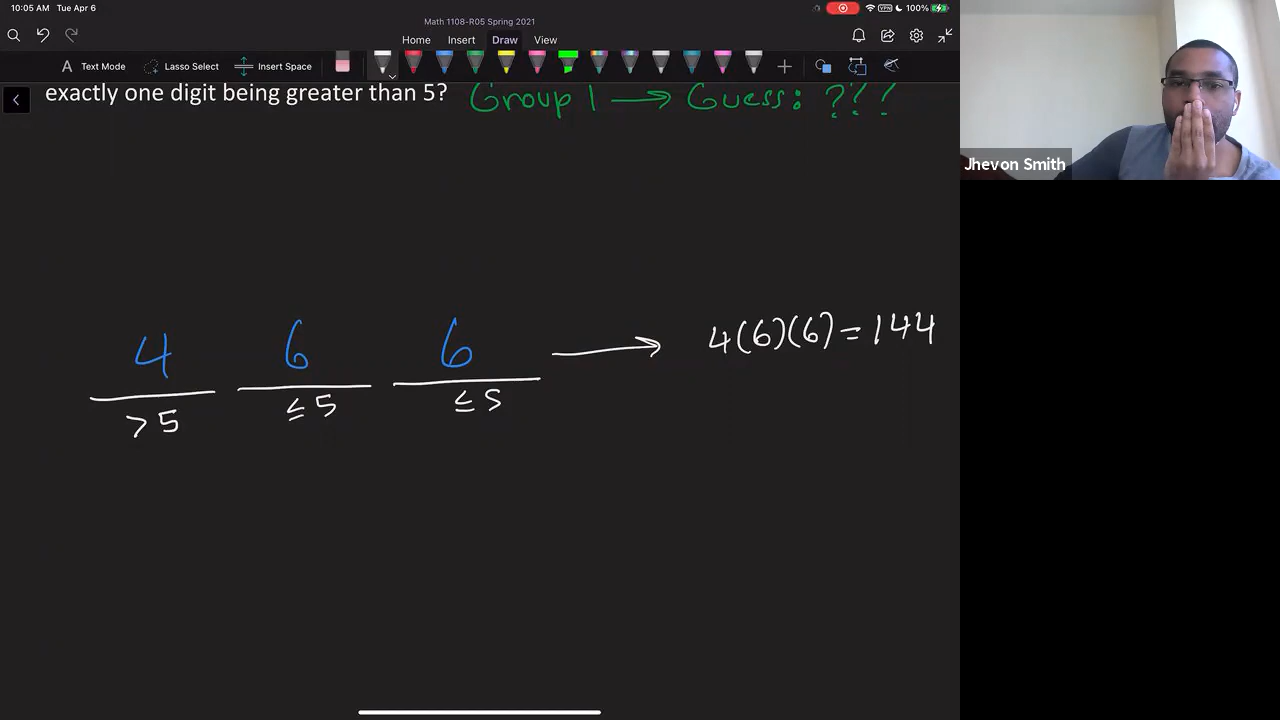 10:05 AM Tue Apr 6
VPN 100%
Math 1108-R05 Spring 2021
Home Insert Draw View
Text Mode Lasso Select Insert Space
exactly one digit being greater than 5? Group 1 → Guess: ???
Jhevon Smith
4 6 6 → 4(6)(6)=144
>5 ≤5 ≤5